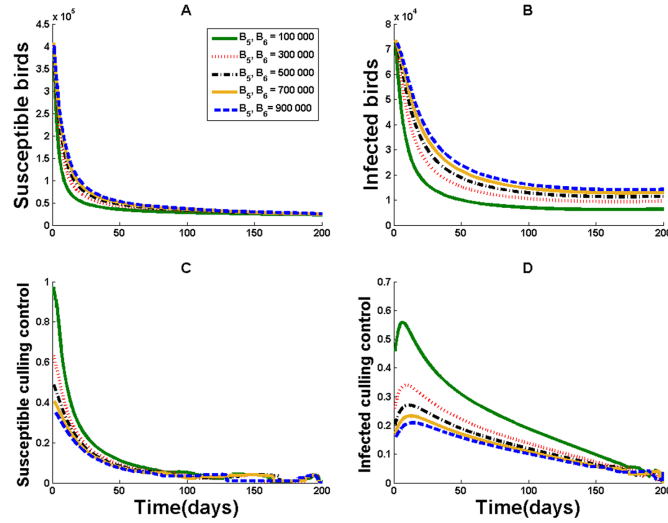 A
x 10⁵
4.5
4
3.5
3
2.5
2
1.5
1
0.5
0
0 50 100 150 200
Susceptible birds
B₅, B₆ = 100 000
B₅, B₆ = 300 000
B₅, B₆ = 500 000
B₅, B₆ = 700 000
B₅, B₆= 900 000
B
x 10⁴
8
7
6
5
4
3
2
1
0
0 50 100 150 200
Infected birds
C
1
0.8
0.6
0.4
0.2
0
0 50 100 150 200
Susceptible culling control
Time(days)
D
0.7
0.6
0.5
0.4
0.3
0.2
0.1
0
0 50 100 150 200
Infected culling control
Time(days)